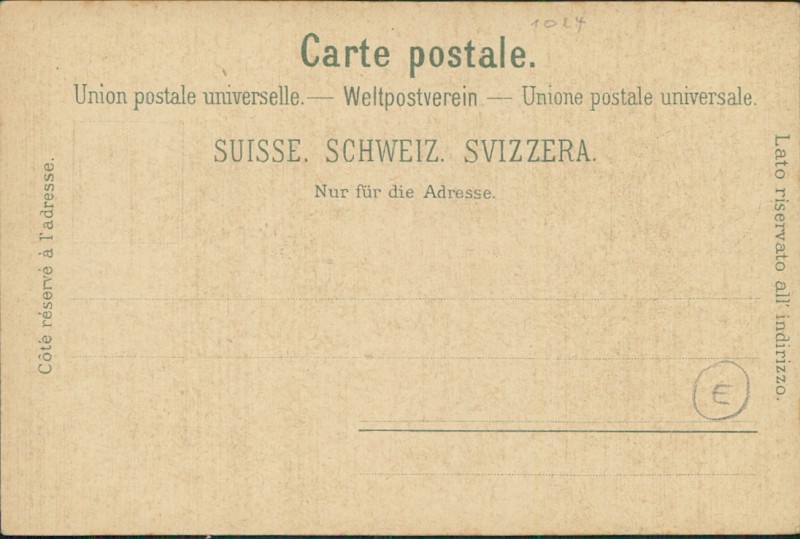 1027
Carte postale.
Union postale universelle. — Weltpostverein — Unione postale universale.
SUISSE. SCHWEIZ. SVIZZERA.
Nur für die Adresse.
Côté réservé à l'adresse.
Lato riservato all' indirizzo.
E